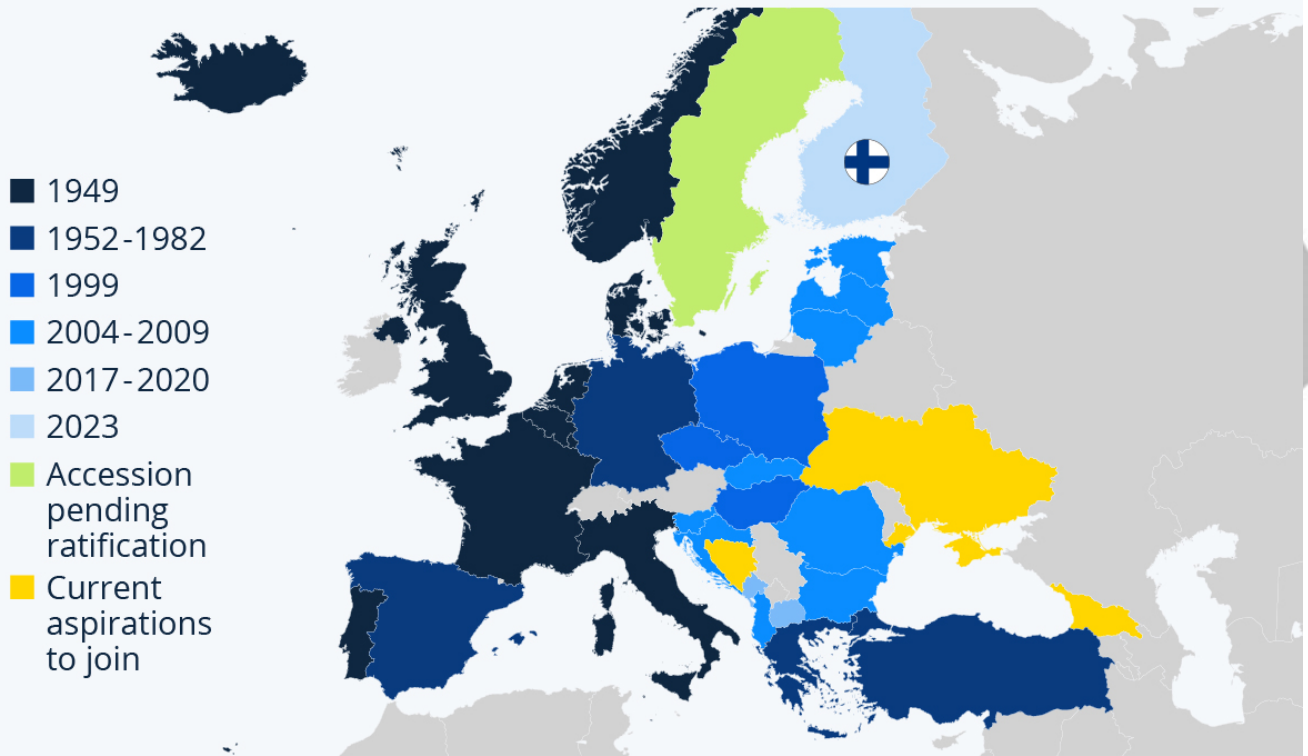 1949
1952-1982
1999
2004-2009
2017-2020
2023
Accession
pending
ratification
Current
aspirations
to join